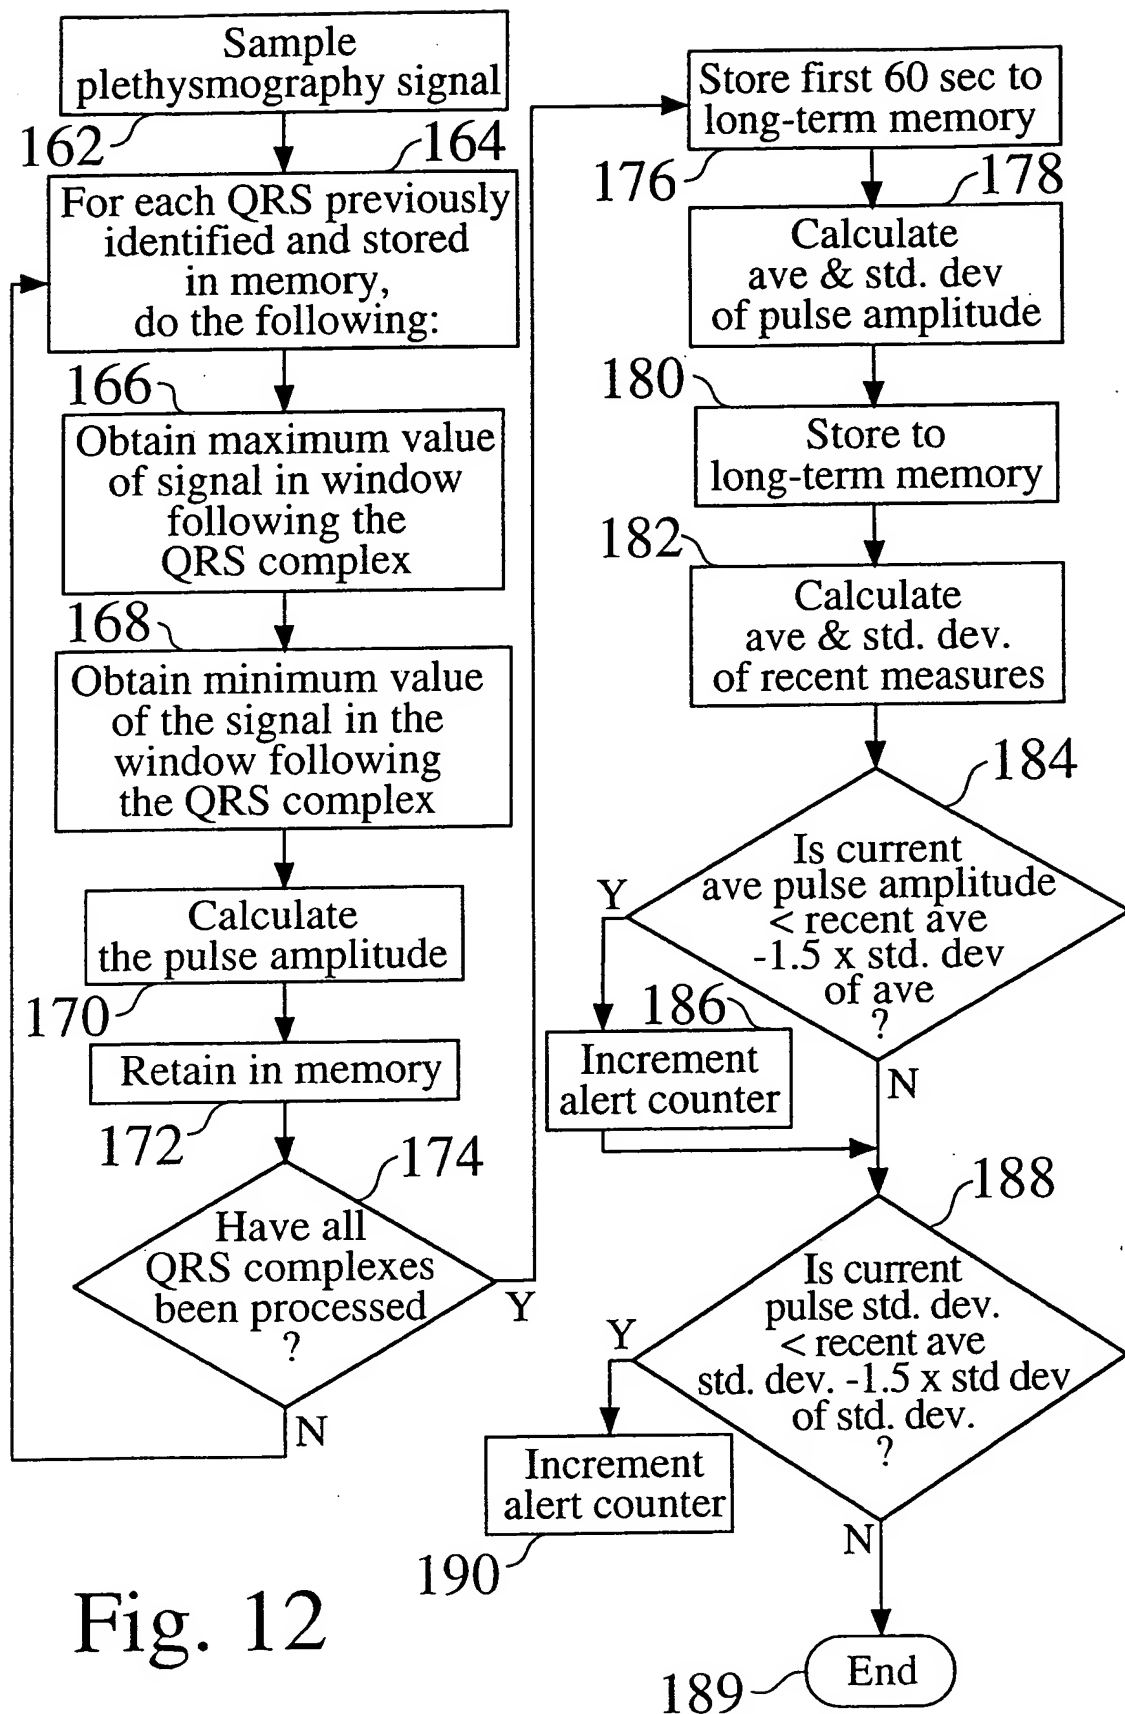 Sample
plethysmography signal
162
164
For each QRS previously
identified and stored
in memory,
do the following:
166
Obtain maximum value
of signal in window
following the
QRS complex
168
Obtain minimum value
of the signal in the
window following
the QRS complex
Calculate
the pulse amplitude
170
Retain in memory
172
174
Have all
QRS complexes
been processed
?
Y
N
Store first 60 sec to
long-term memory
176
178
Calculate
ave & std. dev
of pulse amplitude
180
Store to
long-term memory
182
Calculate
ave & std. dev.
of recent measures
184
Is current
ave pulse amplitude
< recent ave
-1.5 x std. dev
of ave
?
Y
186
Increment
alert counter
N
188
Is current
pulse std. dev.
< recent ave
std. dev. -1.5 x std dev
of std. dev.
?
Y
Increment
alert counter
190
N
End
189
Fig. 12